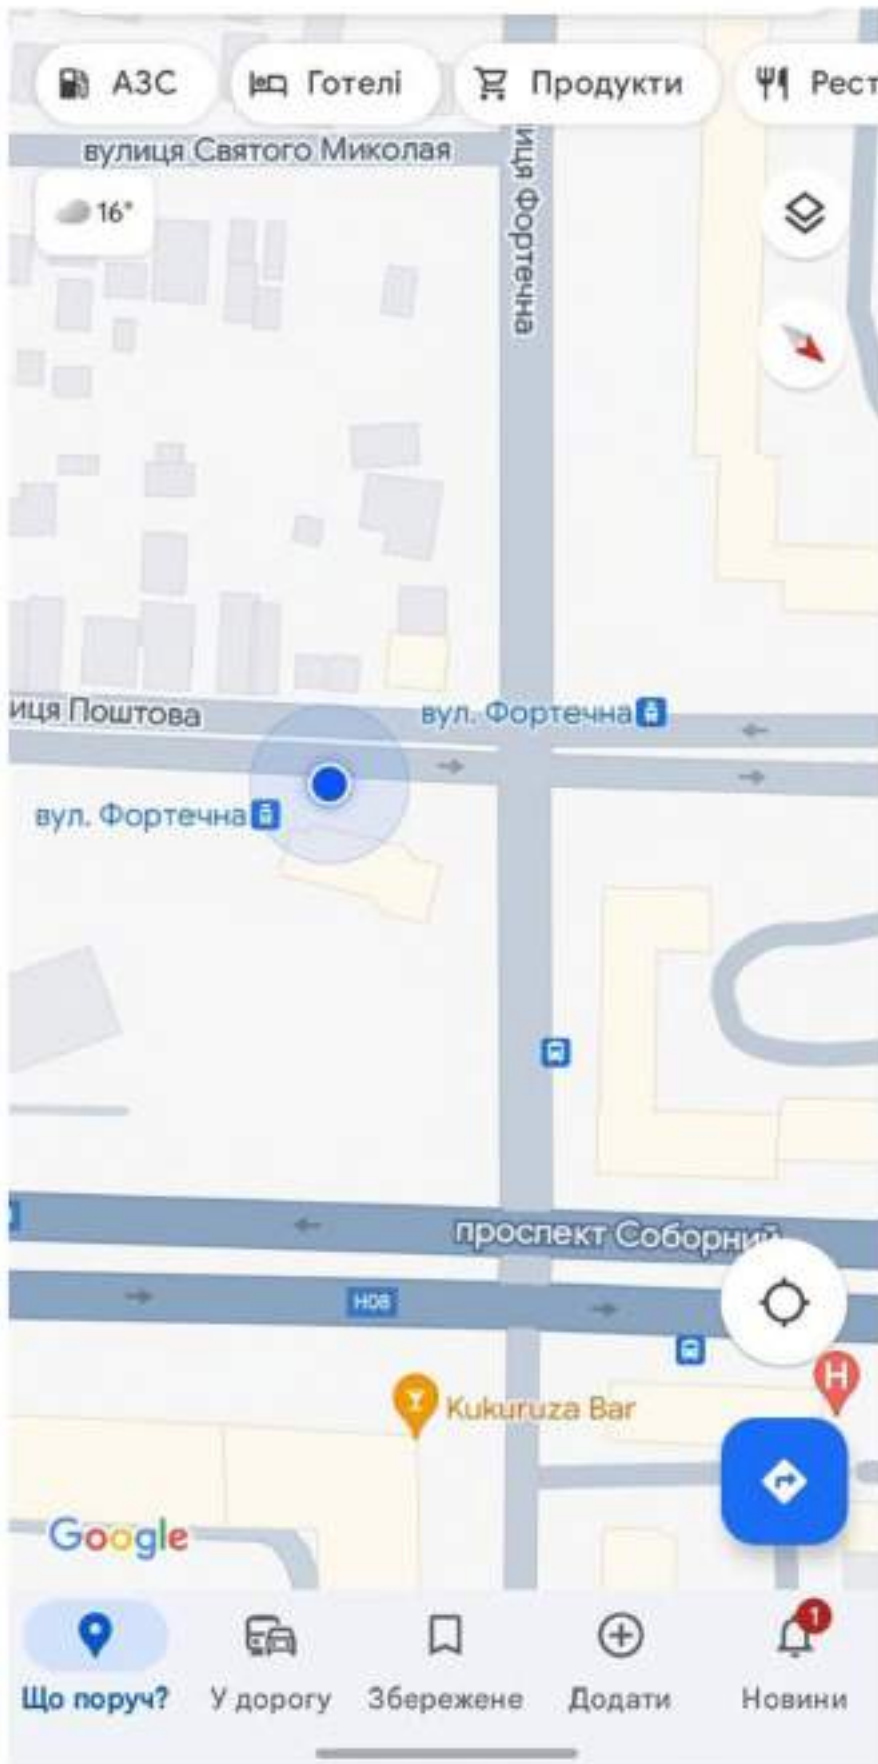 АЗС
Готелі
Продукти
Рест
вулиця Святого Миколая
иця Фортечна
16°
иця Поштова
вул. Фортечна
вул. Фортечна
проспект Соборний
Н08
Kukuruza Bar
H
Google
1
Що поруч?
У дорогу
Збережене
Додати
Новини